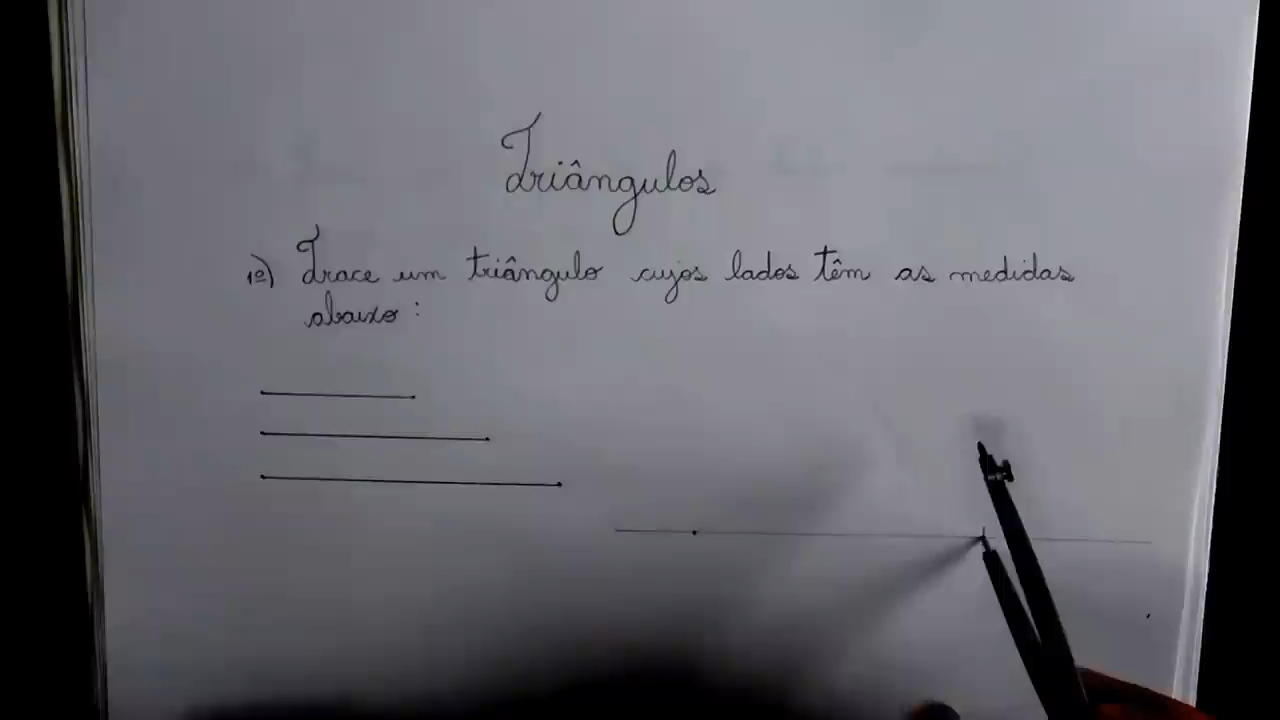 Triângulos
1º) Trace um triângulo cujos lados têm as medidas
abaixo: